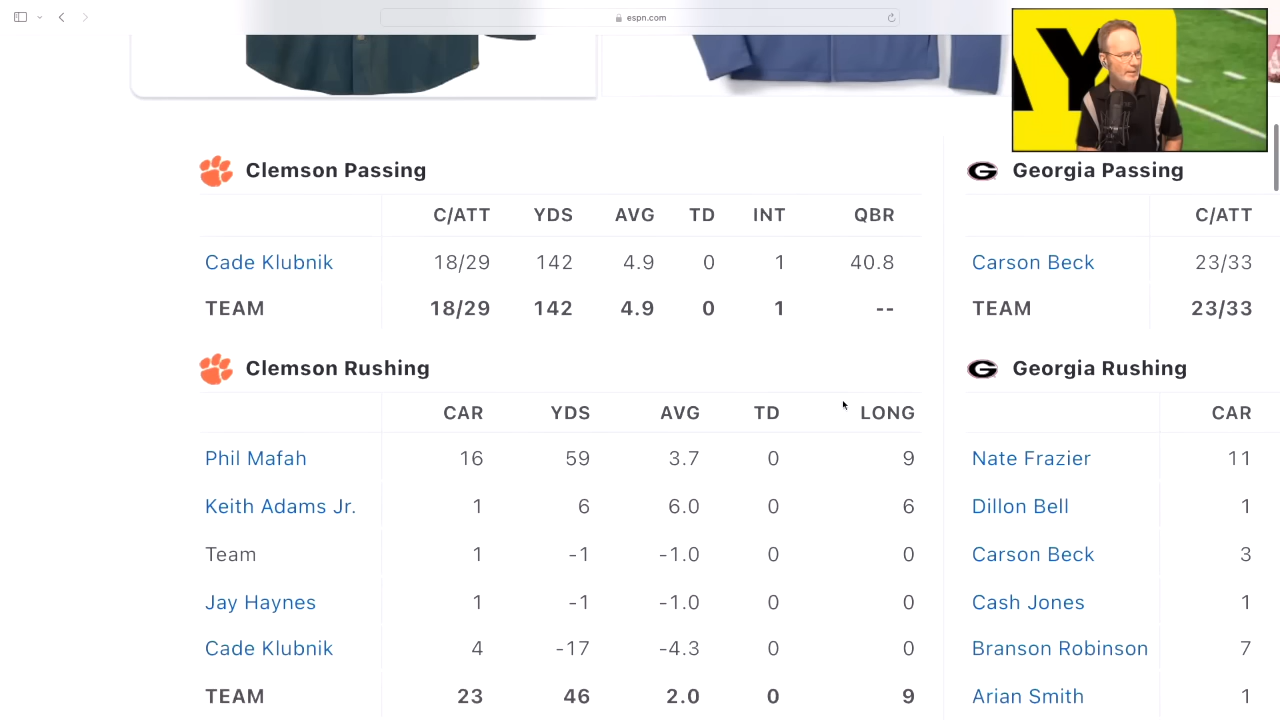 espn.com
AY
Clemson Passing
C/ATT YDS AVG TD INT QBR
Cade Klubnik 18/29 142 4.9 0 1 40.8
TEAM 18/29 142 4.9 0 1 --
G Georgia Passing
C/ATT
Carson Beck 23/33
TEAM 23/33
Clemson Rushing
CAR YDS AVG TD LONG
Phil Mafah 16 59 3.7 0 9
Keith Adams Jr. 1 6 6.0 0 6
Team 1 -1 -1.0 0 0
Jay Haynes 1 -1 -1.0 0 0
Cade Klubnik 4 -17 -4.3 0 0
TEAM 23 46 2.0 0 9
G Georgia Rushing
CAR
Nate Frazier 11
Dillon Bell 1
Carson Beck 3
Cash Jones 1
Branson Robinson 7
Arian Smith 1